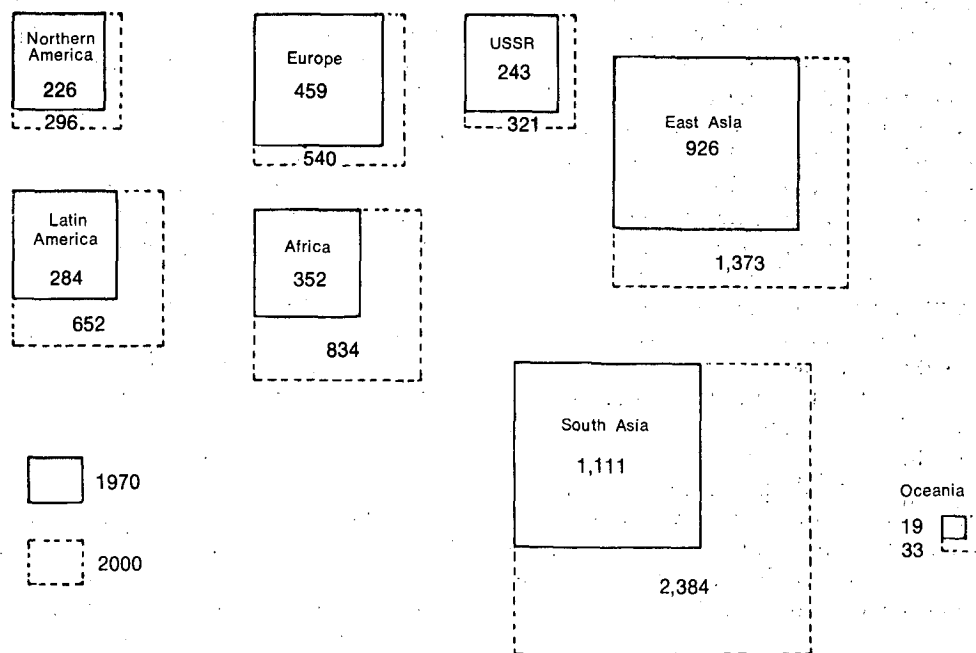 Northern
America
226
296
Europe
459
540
USSR
243
321
East Asia
926
1,373
Latin
America
284
652
Africa
352
834
South Asia
1,111
2,384
1970
2000
Oceania
19
33